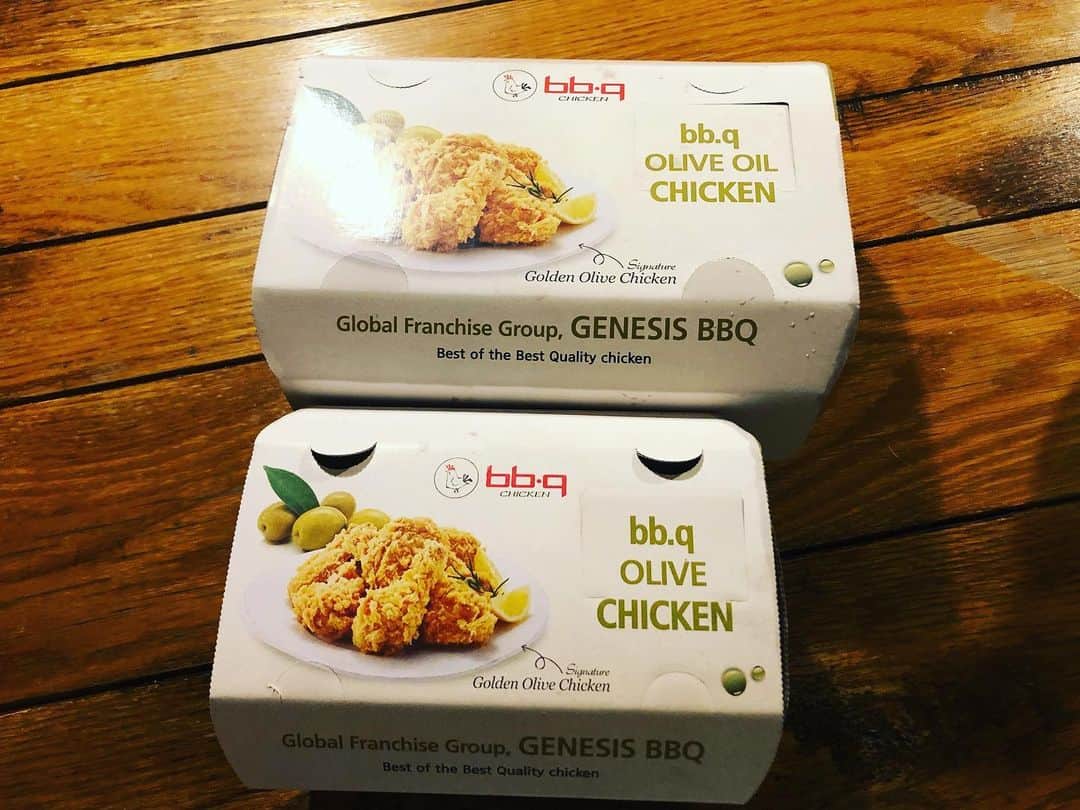 bb.q
CHICKEN
bb.q
OLIVE OIL
CHICKEN
Signature
Golden Olive Chicken
Global Franchise Group, GENESIS BBQ
Best of the Best Quality chicken
bb.q
CHICKEN
bb.q
OLIVE
CHICKEN
Signature
Golden Olive Chicken
Global Franchise Group, GENESIS BBQ
Best of the Best Quality chicken